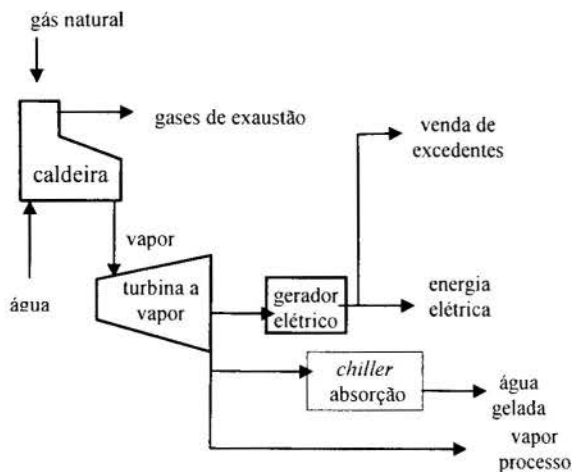 gás natural
gases de exaustão
venda de
excedentes
caldeira
vapor
água
turbina a
vapor
gerador
elétrico
energia
elétrica
chiller
absorção
água
gelada
vapor
processo